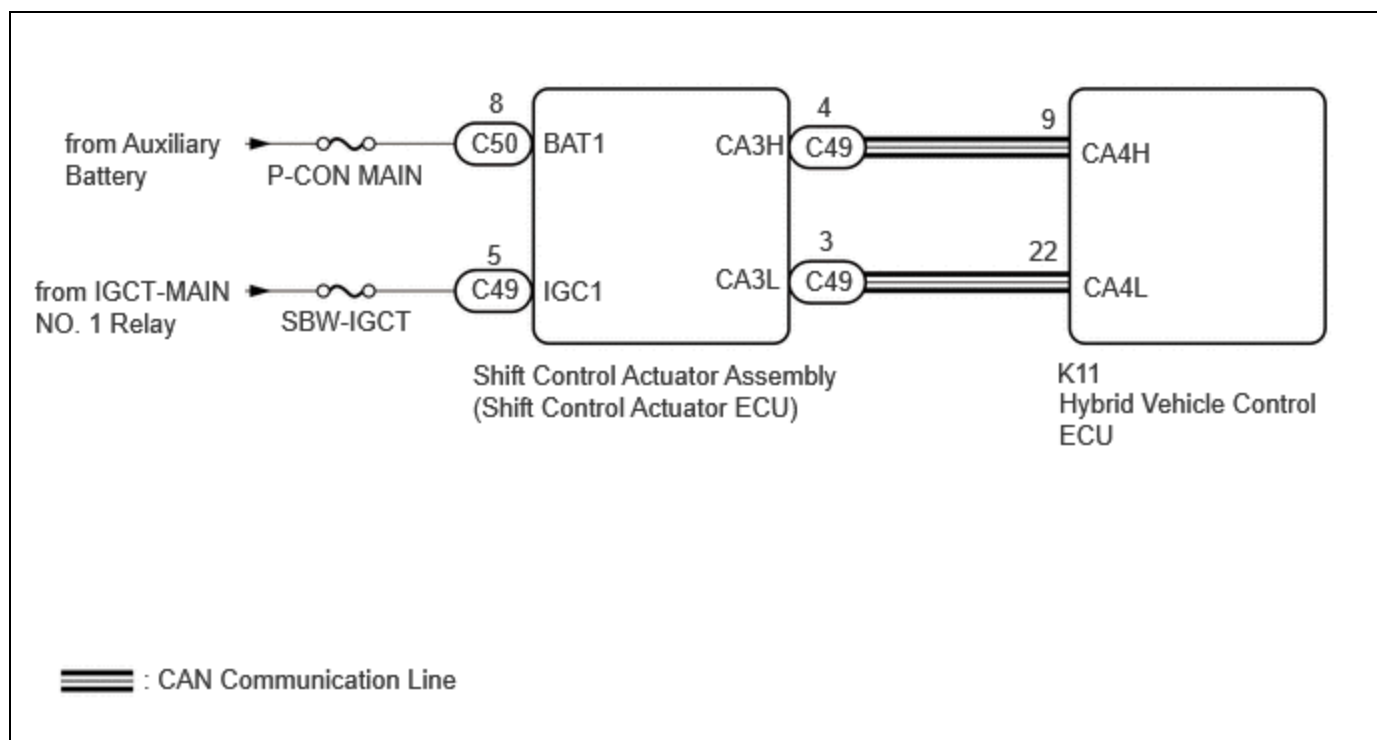 from Auxiliary
Battery
P-CON MAIN
8
C50
BAT1
CA3H
4
C49
9
CA4H
from IGCT-MAIN
NO. 1 Relay
SBW-IGCT
5
C49
IGC1
CA3L
3
C49
22
CA4L
Shift Control Actuator Assembly
(Shift Control Actuator ECU)
K11
Hybrid Vehicle Control
ECU
: CAN Communication Line